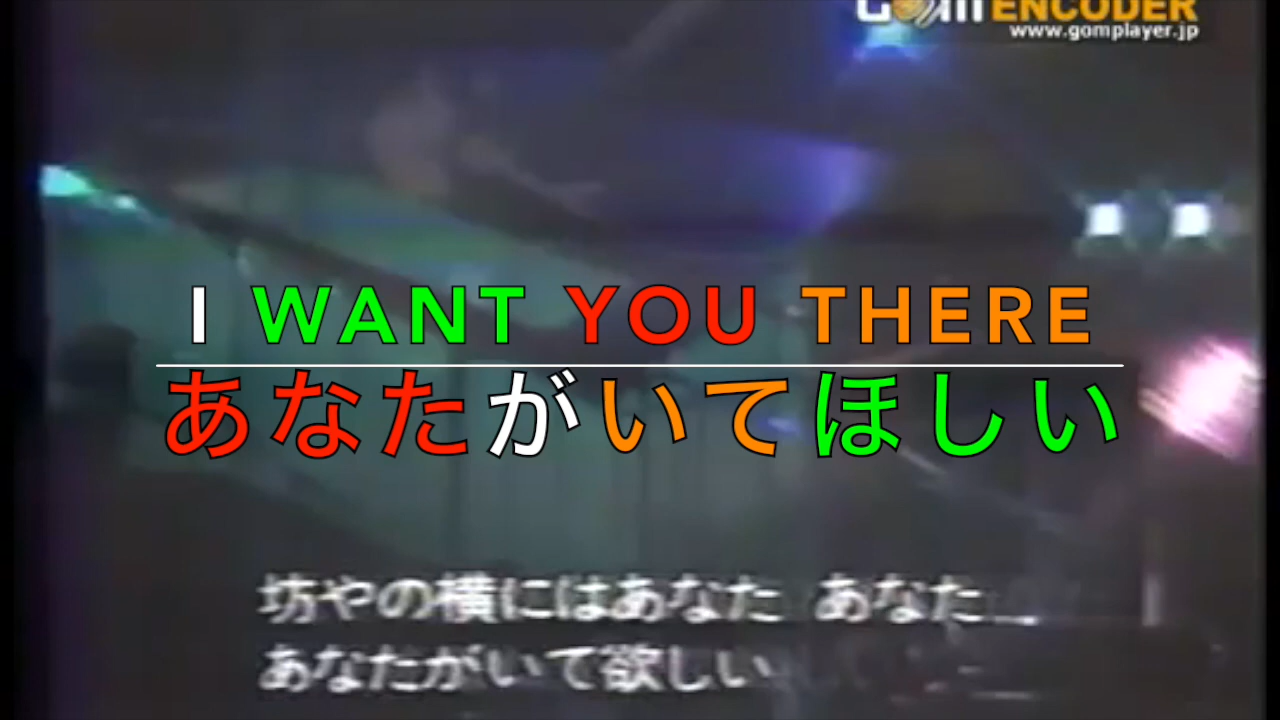 GOM ENCODER
www.gomplayer.jp
I WANT YOU THERE
あなたがいてほしい
坊やの横にはあなた あなた
あなたがいて欲しい